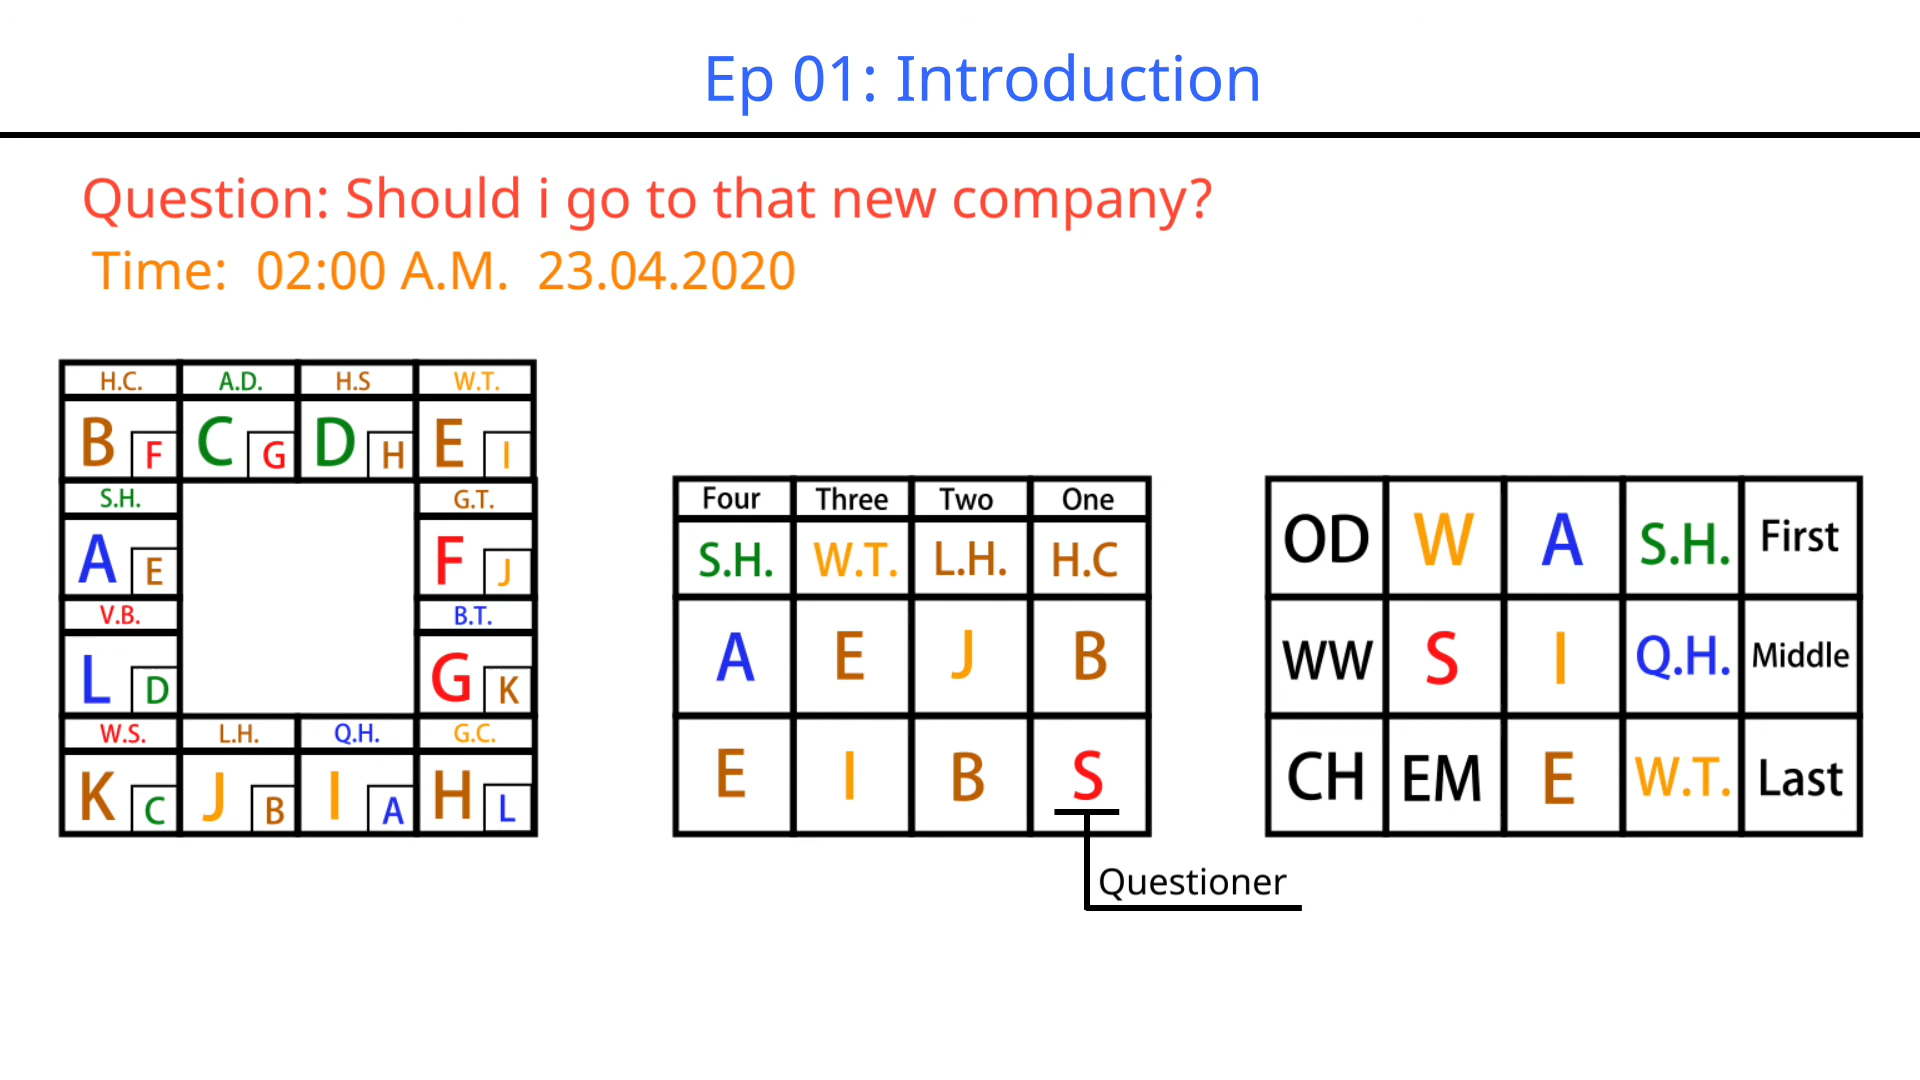 Ep 01: Introduction
Question: Should i go to that new company?
Time: 02:00 A.M. 23.04.2020
H.C. A.D. H.S W.T.
B F C G D H E I
S.H. G.T.
A E F J
V.B. B.T.
L D G K
W.S. L.H. Q.H. G.C.
K C J B I A H L
Four Three Two One
S.H. W.T. L.H. H.C
A E J B
E I B S
Questioner
OD W A S.H. First
WW S I Q.H. Middle
CH EM E W.T. Last